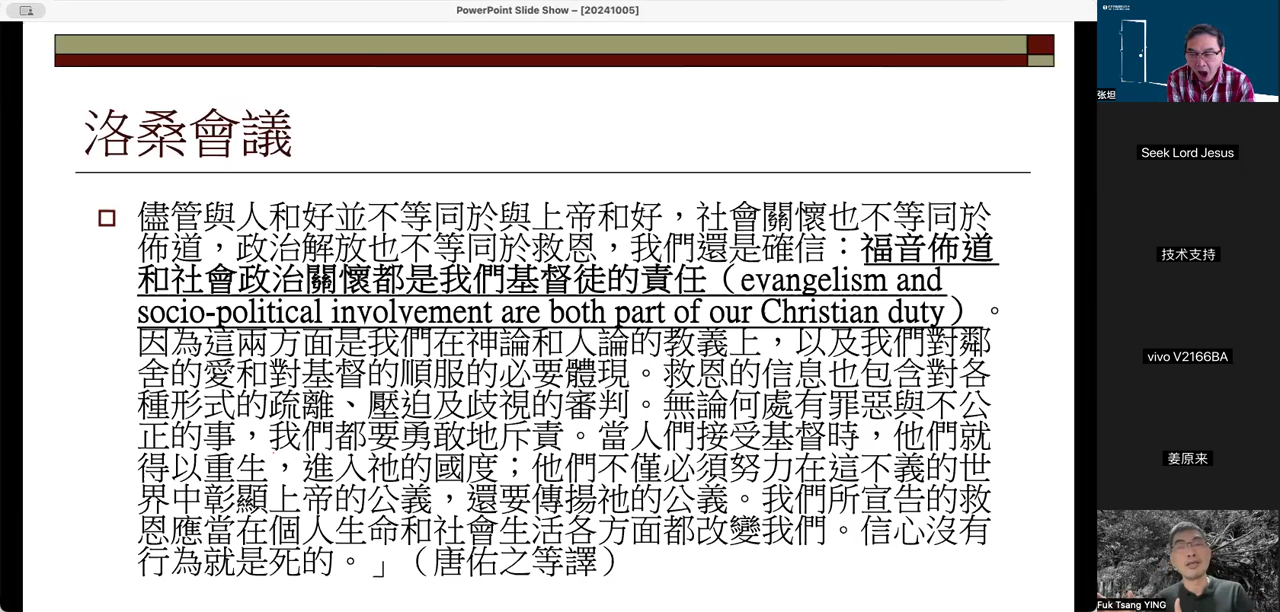 PowerPoint Slide Show – [20241005]
洛桑會議
儘管與人和好並不等同於與上帝和好，社會關懷也不等同於
佈道，政治解放也不等同於救恩，我們還是確信：福音佈道
和社會政治關懷都是我們基督徒的責任（evangelism and
socio-political involvement are both part of our Christian duty）。
因為這兩方面是我們在神論和人論的教義上，以及我們對鄰
舍的愛和對基督的順服的必要體現。救恩的信息也包含對各
種形式的疏離、壓迫及歧視的審判。無論何處有罪惡與不公
正的事，我們都要勇敢地斥責。當人們接受基督時，他們就
得以重生，進入祂的國度；他們不僅必須努力在這不義的世
界中彰顯上帝的公義，還要傳揚祂的公義。我們所宣告的救
恩應當在個人生命和社會生活各方面都改變我們。信心沒有
行為就是死的。」（唐佑之等譯）
张坦
Seek Lord Jesus
技术支持
vivo V2166BA
姜原来
Fuk Tsang YING